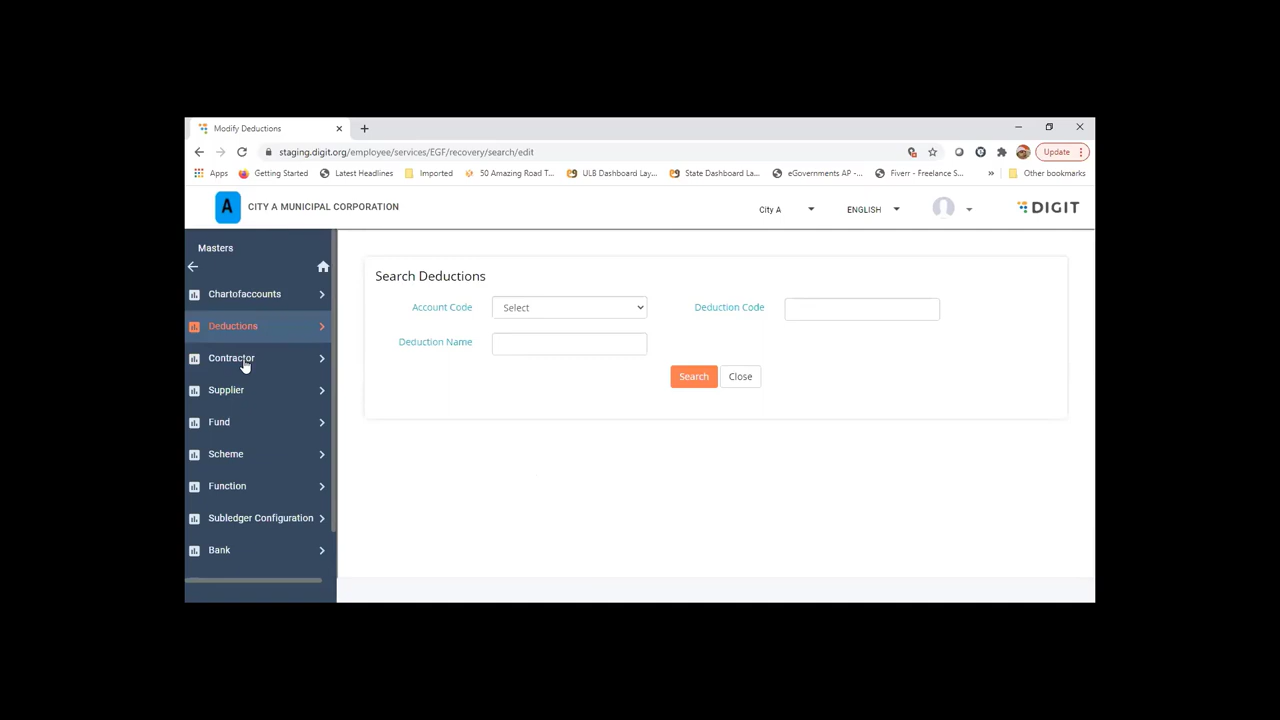 Modify Deductions
staging.digit.org/employee/services/EGF/recovery/search/edit
Update
Apps
Getting Started
Latest Headlines
Imported
50 Amazing Road T...
ULB Dashboard Lay...
State Dashboard La...
eGovernments AP -...
Fiverr - Freelance S...
»
Other bookmarks
A
CITY A MUNICIPAL CORPORATION
City A
ENGLISH
DIGIT
Masters
Chartofaccounts
Deductions
Contractor
Supplier
Fund
Scheme
Function
Subledger Configuration
Bank
Search Deductions
Account Code
Select
Deduction Code
Deduction Name
Search
Close